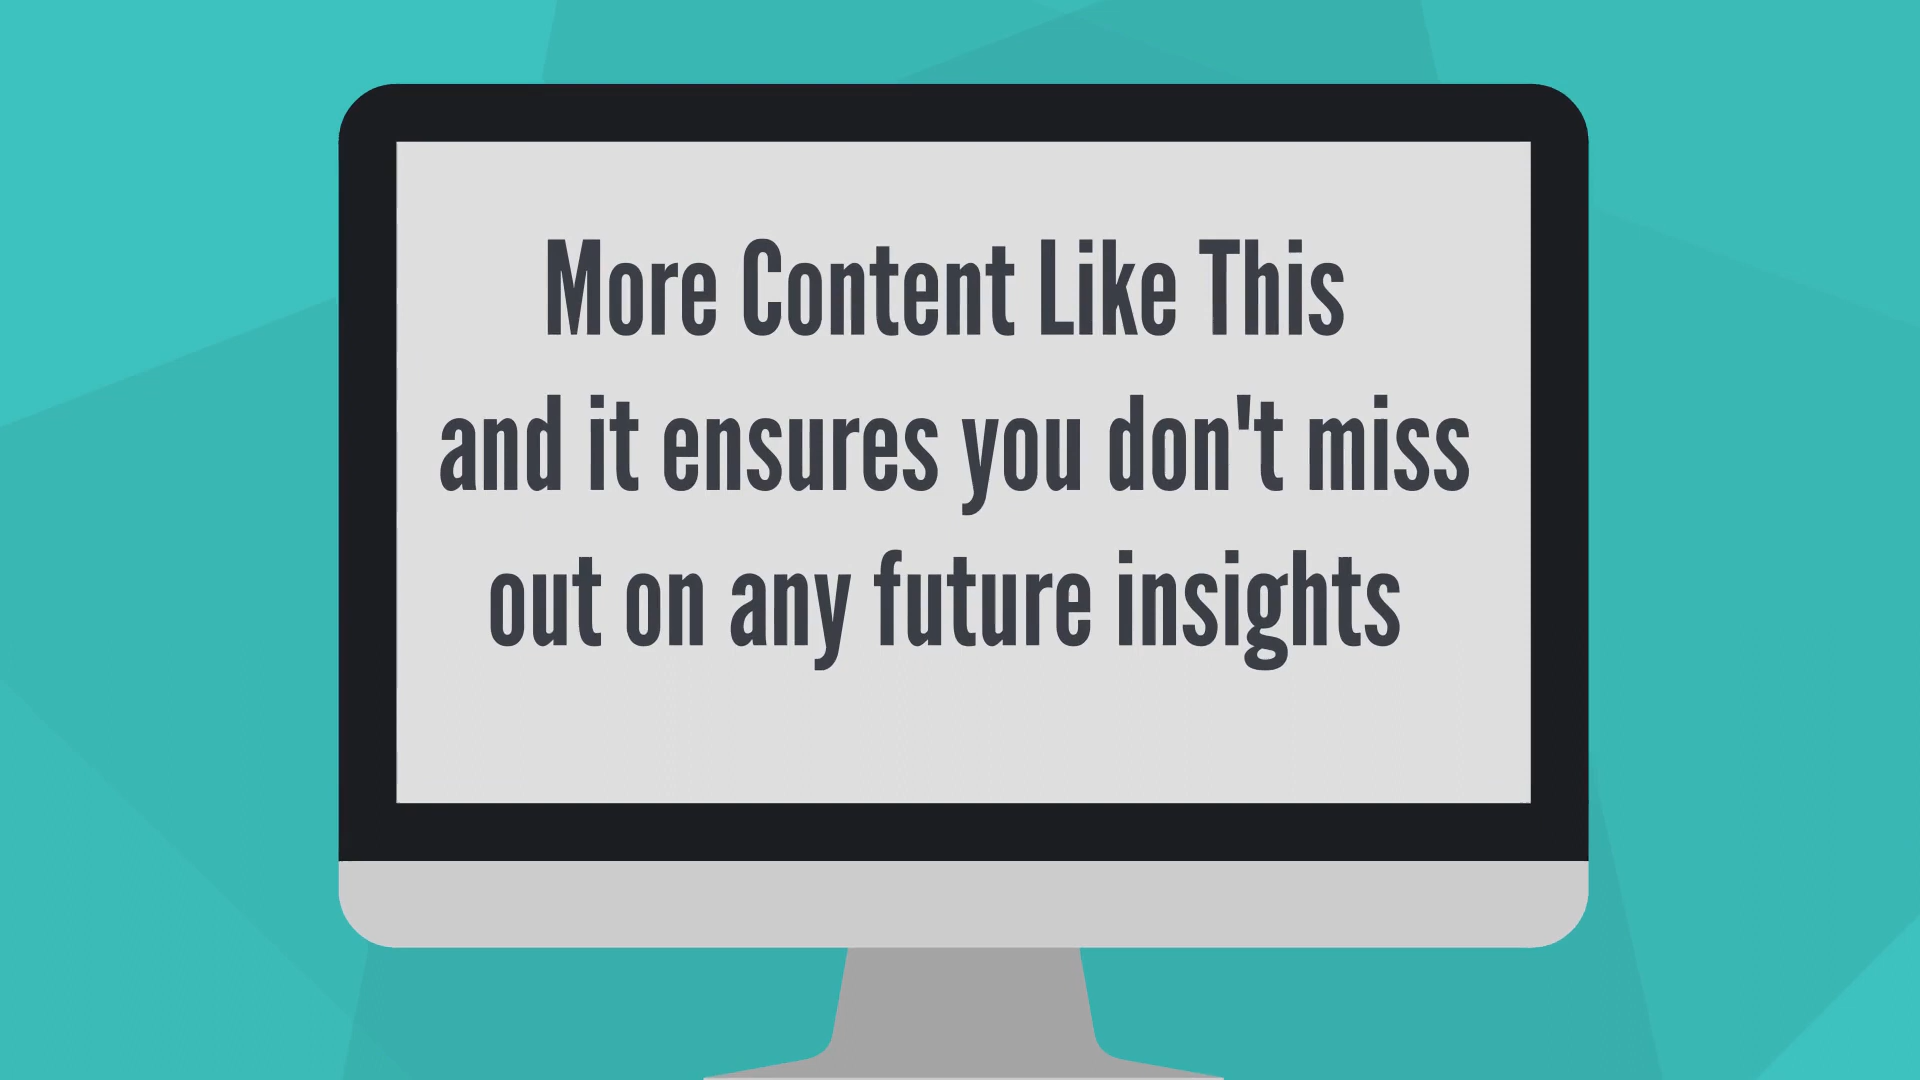 More Content Like This
and it ensures you don't miss
out on any future insights